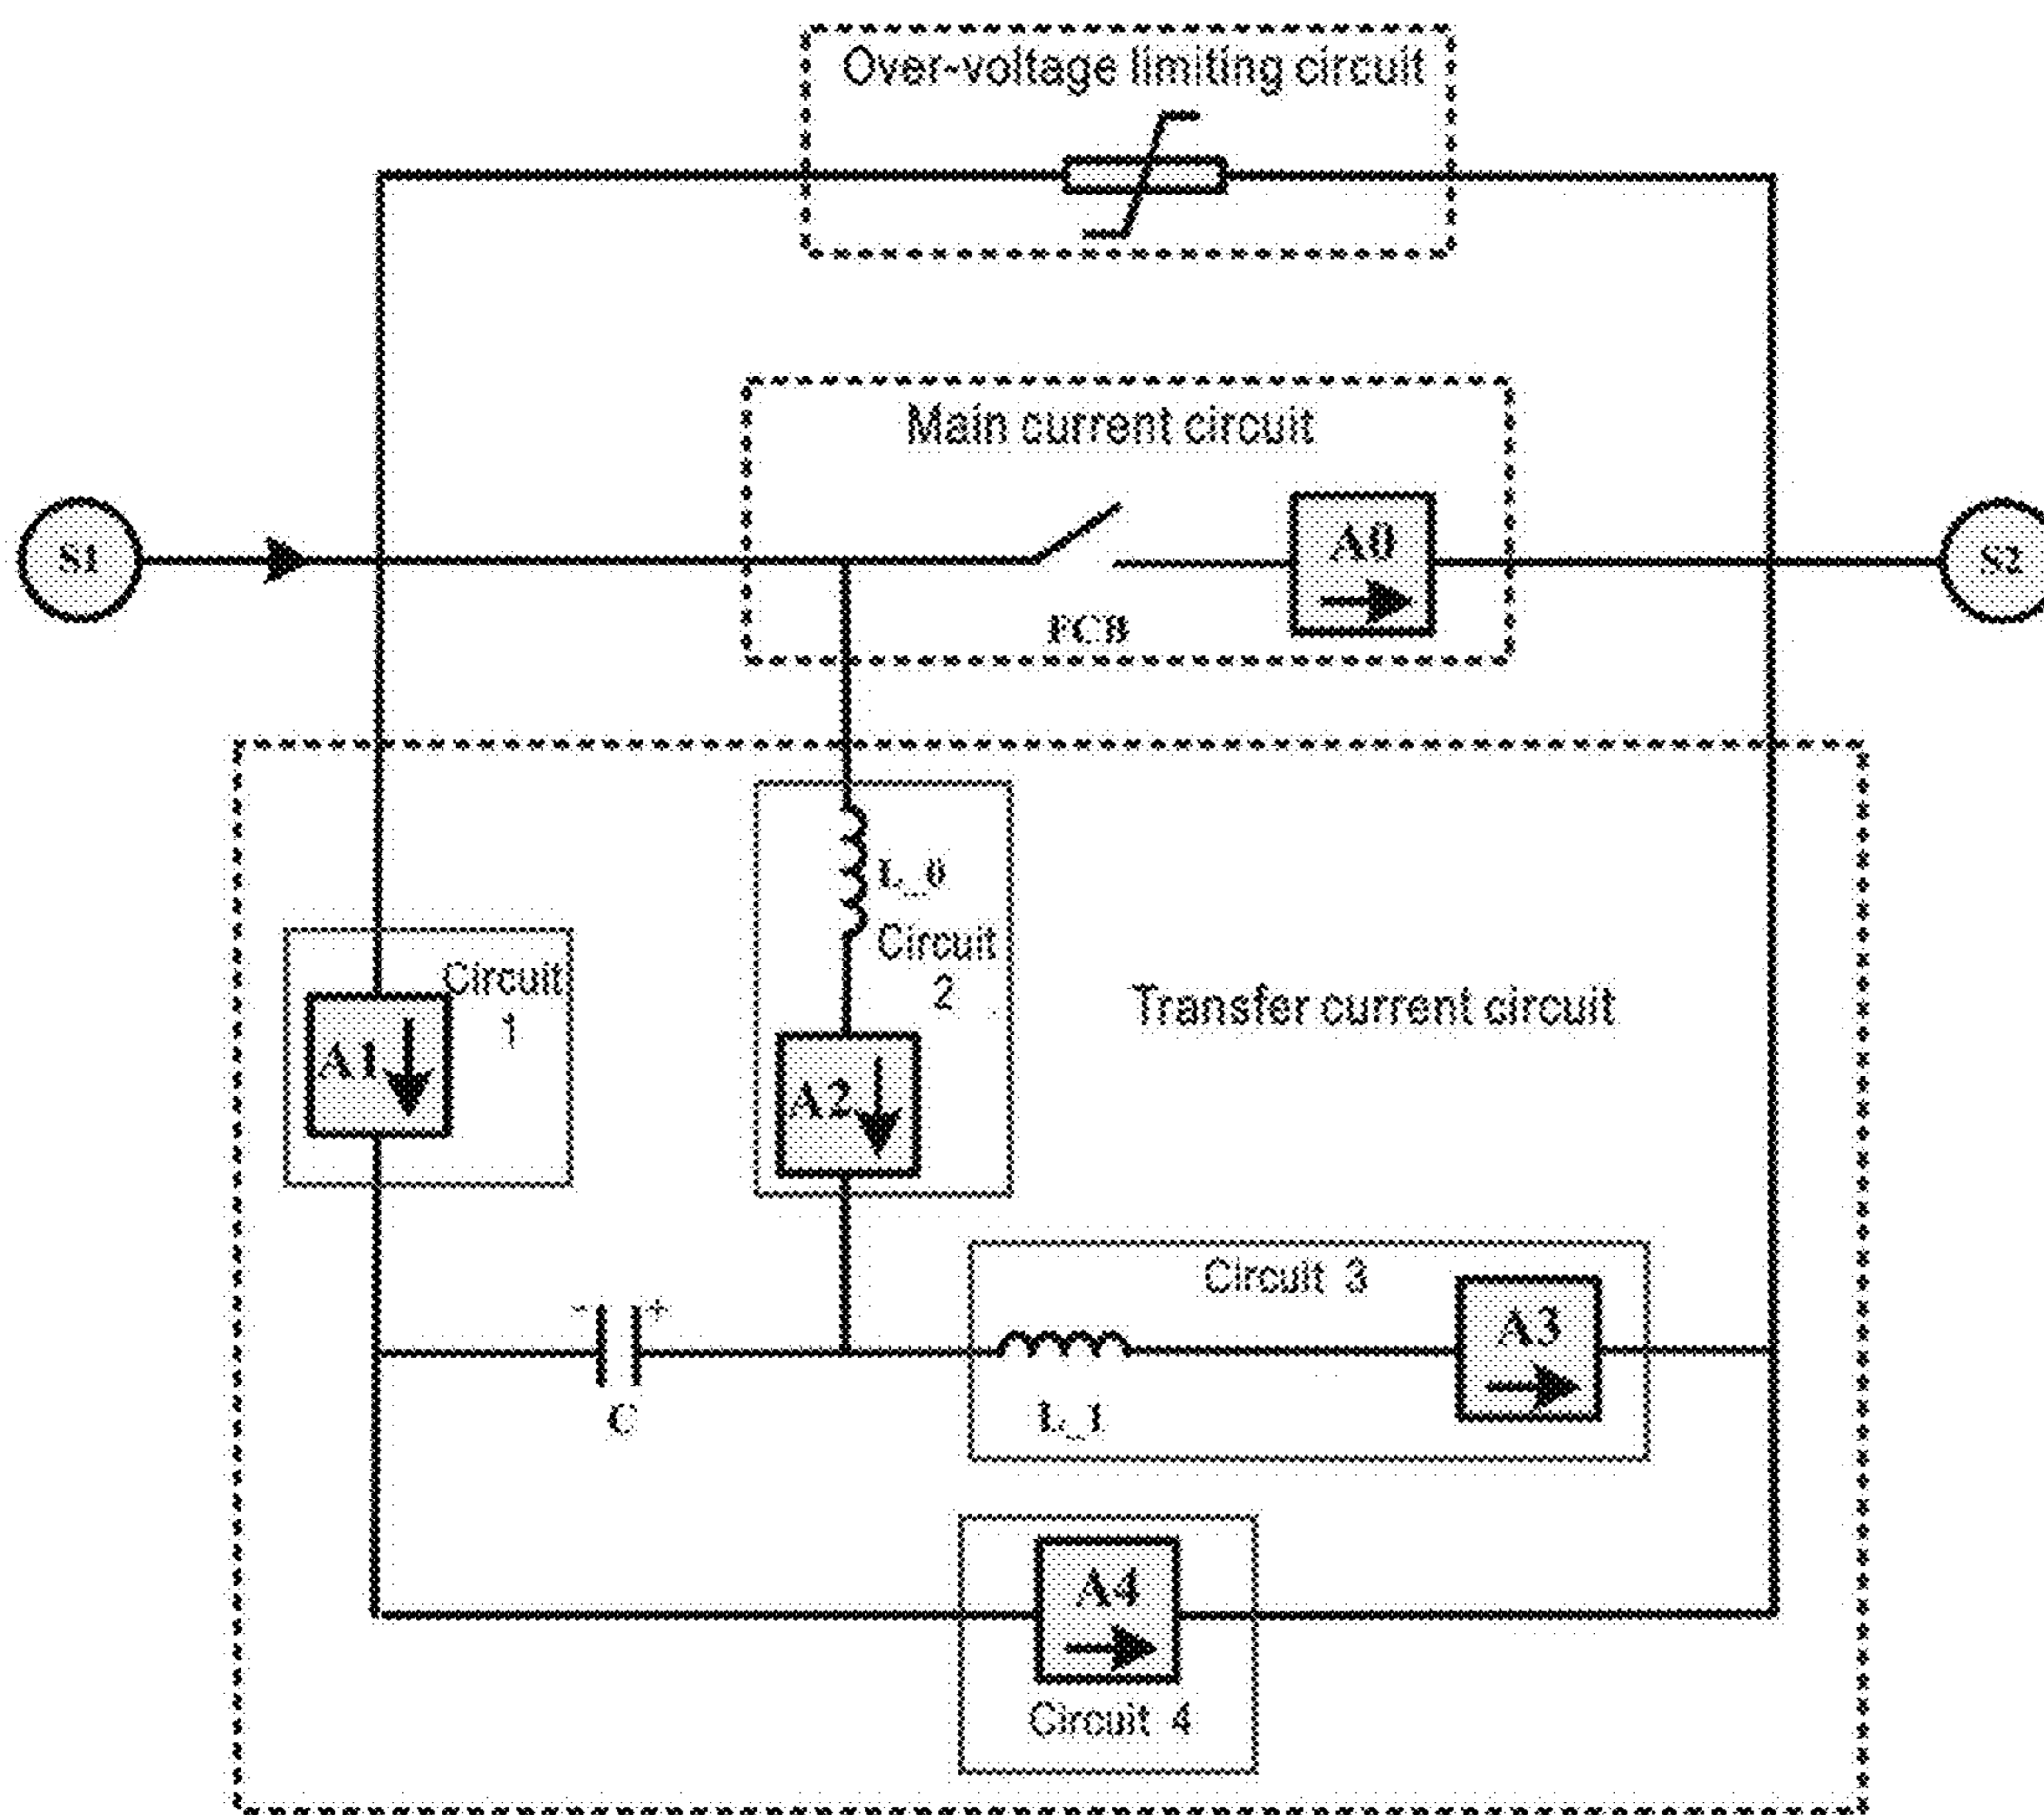 Over-voltage limiting circuit
Main current circuit
S1
A0
S2
FCB
L_0
Circuit
2
Circuit
1
Transfer current circuit
A1
A2
Circuit 3
- +
A3
C
L_1
A4
Circuit 4